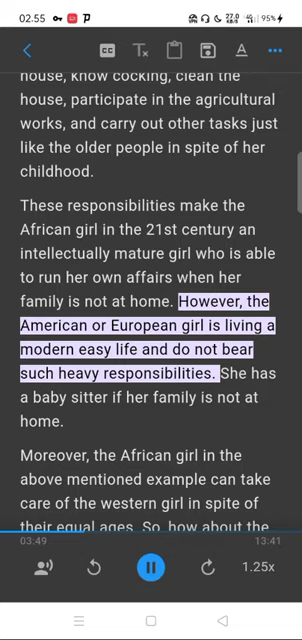 02.55
27.0
KB/S
4G
95%
CC
house, know cocking, clean the
house, participate in the agricultural
works, and carry out other tasks just
like the older people in spite of her
childhood.
These responsibilities make the
African girl in the 21st century an
intellectually mature girl who is able
to run her own affairs when her
family is not at home. However, the
American or European girl is living a
modern easy life and do not bear
such heavy responsibilities. She has
a baby sitter if her family is not at
home.
Moreover, the African girl in the
above mentioned example can take
care of the western girl in spite of
their equal ages. So, how about the
03:49 13:41
1.25x